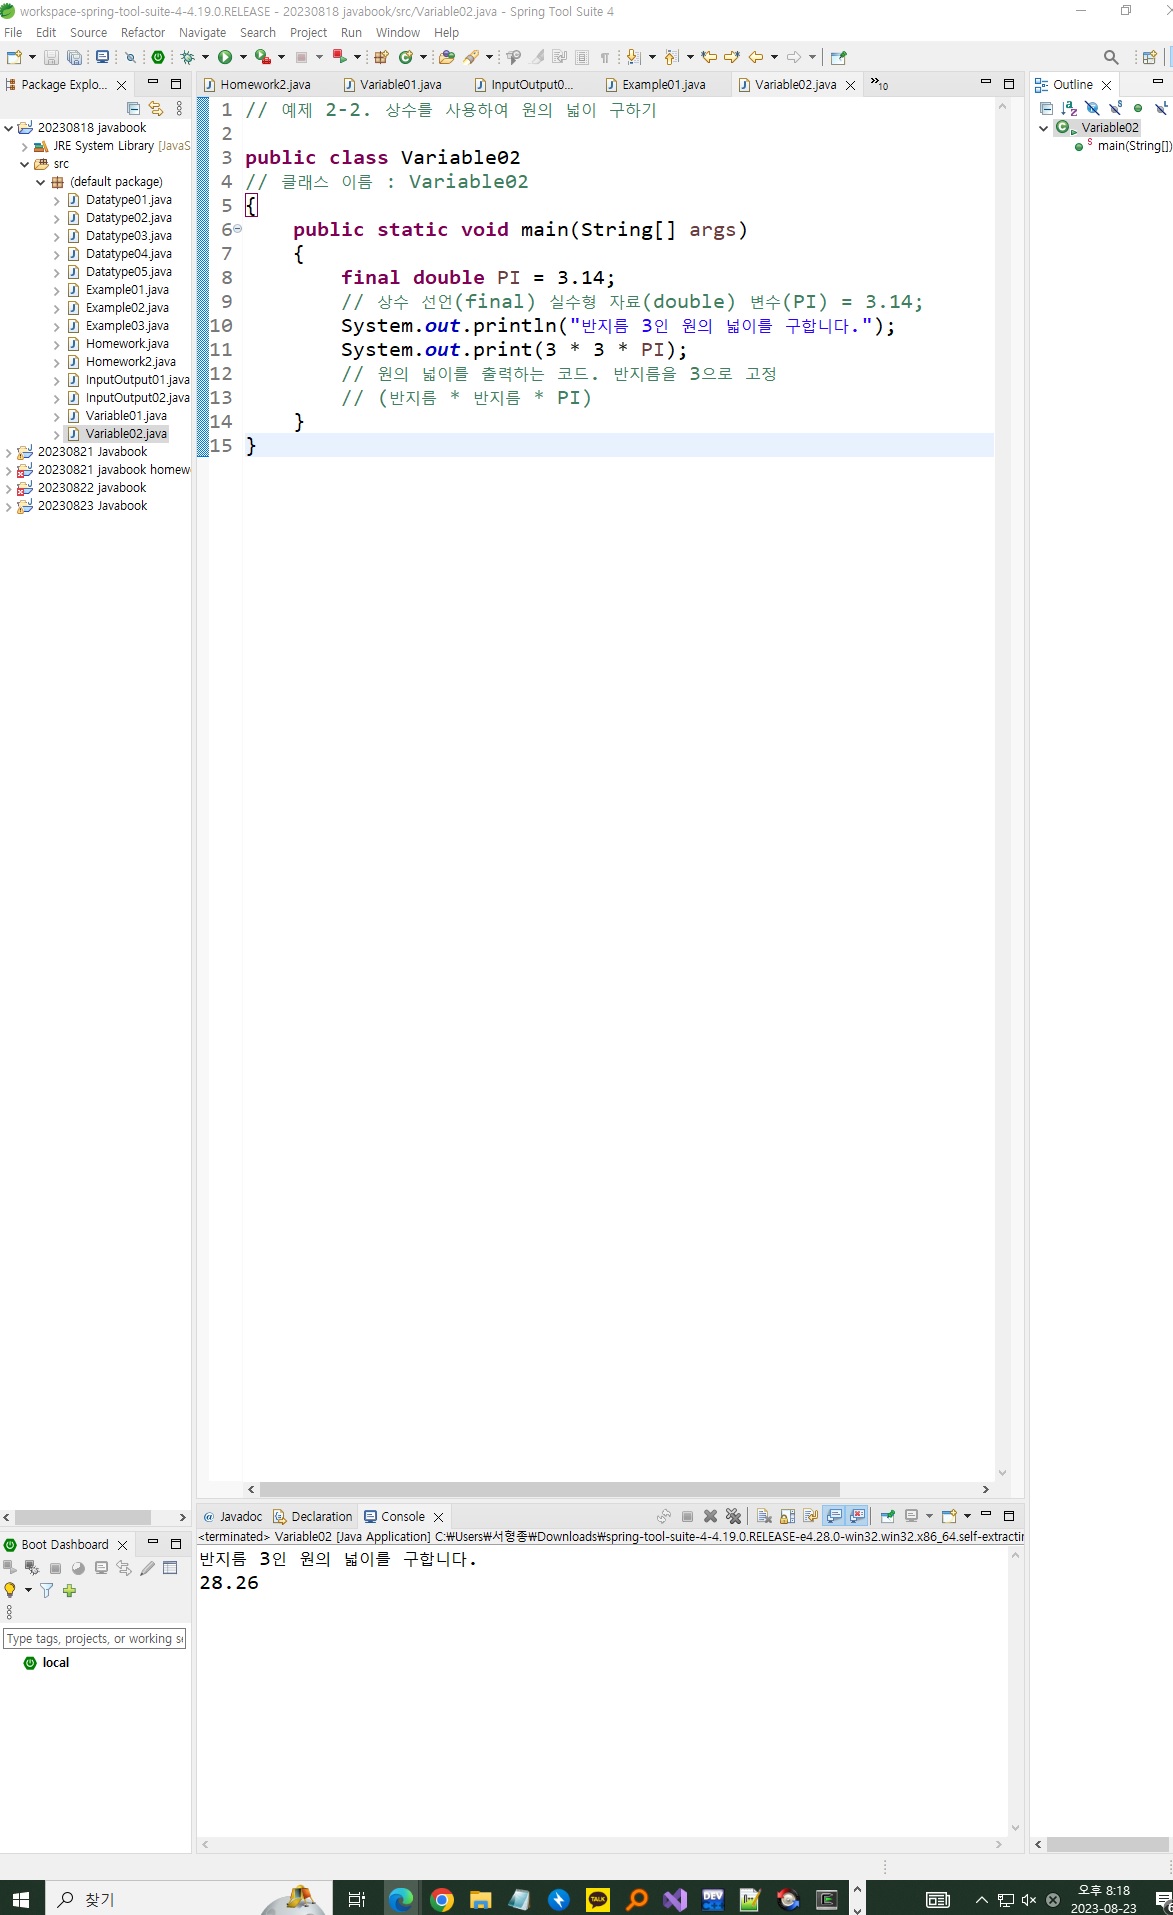 workspace-spring-tool-suite-4-4.19.0.RELEASE - 20230818 javabook/src/Variable02.java - Spring Tool Suite 4
File Edit Source Refactor Navigate Search Project Run Window Help
Package Explo...
20230818 javabook
JRE System Library [JavaS
src
(default package)
Datatype01.java
Datatype02.java
Datatype03.java
Datatype04.java
Datatype05.java
Example01.java
Example02.java
Example03.java
Homework.java
Homework2.java
InputOutput01.java
InputOutput02.java
Variable01.java
Variable02.java
20230821 Javabook
20230821 javabook homew
20230822 javabook
20230823 Javabook
Homework2.java Variable01.java InputOutput0... Example01.java Variable02.java »10
1 // 예제 2-2. 상수를 사용하여 원의 넓이 구하기
2
3 public class Variable02
4 // 클래스 이름 : Variable02
5 {
6 public static void main(String[] args)
7 {
8 final double PI = 3.14;
9 // 상수 선언(final) 실수형 자료(double) 변수(PI) = 3.14;
10 System.out.println("반지름 3인 원의 넓이를 구합니다.");
11 System.out.print(3 * 3 * PI);
12 // 원의 넓이를 출력하는 코드. 반지름을 3으로 고정
13 // (반지름 * 반지름 * PI)
14 }
15 }
Outline
Variable02
main(String[])
Javadoc Declaration Console
<terminated> Variable02 [Java Application] C:₩Users₩서형종₩Downloads₩spring-tool-suite-4-4.19.0.RELEASE-e4.28.0-win32.win32.x86_64.self-extractin
반지름 3인 원의 넓이를 구합니다.
28.26
Boot Dashboard
Type tags, projects, or working se
local
찾기
TALK
DEV
오후 8:18
2023-08-23